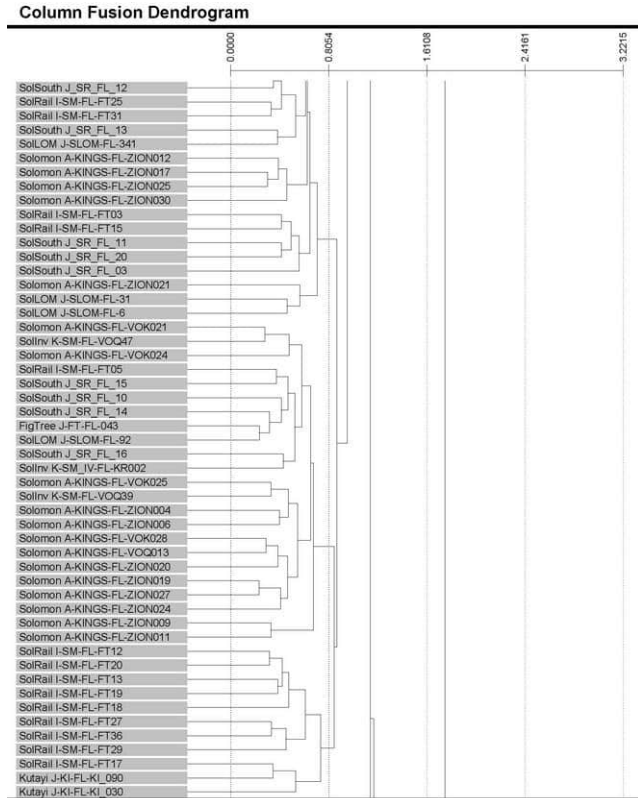 Column Fusion Dendrogram
0.0000
0.8054
1.6108
2.4161
3.2215
SolSouth J_SR_FL_12
SolRail I-SM-FL-FT25
SolRail I-SM-FL-FT31
SolSouth J_SR_FL_13
SolLOM J-SLOM-FL-341
Solomon A-KINGS-FL-ZION012
Solomon A-KINGS-FL-ZION017
Solomon A-KINGS-FL-ZION025
Solomon A-KINGS-FL-ZION030
SolRail I-SM-FL-FT03
SolRail I-SM-FL-FT15
SolSouth J_SR_FL_11
SolSouth J_SR_FL_20
SolSouth J_SR_FL_03
Solomon A-KINGS-FL-ZION021
SolLOM J-SLOM-FL-31
SolLOM J-SLOM-FL-6
Solomon A-KINGS-FL-VOK021
SolInv K-SM-FL-VOQ47
Solomon A-KINGS-FL-VOK024
SolRail I-SM-FL-FT05
SolSouth J_SR_FL_15
SolSouth J_SR_FL_10
SolSouth J_SR_FL_14
FigTree J-FT-FL-043
SolLOM J-SLOM-FL-92
SolSouth J_SR_FL_16
SolInv K-SM_IV-FL-KR002
Solomon A-KINGS-FL-VOK025
SolInv K-SM-FL-VOQ39
Solomon A-KINGS-FL-ZION004
Solomon A-KINGS-FL-ZION006
Solomon A-KINGS-FL-VOK028
Solomon A-KINGS-FL-VOQ013
Solomon A-KINGS-FL-ZION020
Solomon A-KINGS-FL-ZION019
Solomon A-KINGS-FL-ZION027
Solomon A-KINGS-FL-ZION024
Solomon A-KINGS-FL-ZION009
Solomon A-KINGS-FL-ZION011
SolRail I-SM-FL-FT12
SolRail I-SM-FL-FT20
SolRail I-SM-FL-FT13
SolRail I-SM-FL-FT19
SolRail I-SM-FL-FT18
SolRail I-SM-FL-FT27
SolRail I-SM-FL-FT36
SolRail I-SM-FL-FT29
SolRail I-SM-FL-FT17
Kutayi J-KI-FL-KI_090
Kutayi J-KI-FL-KI_030